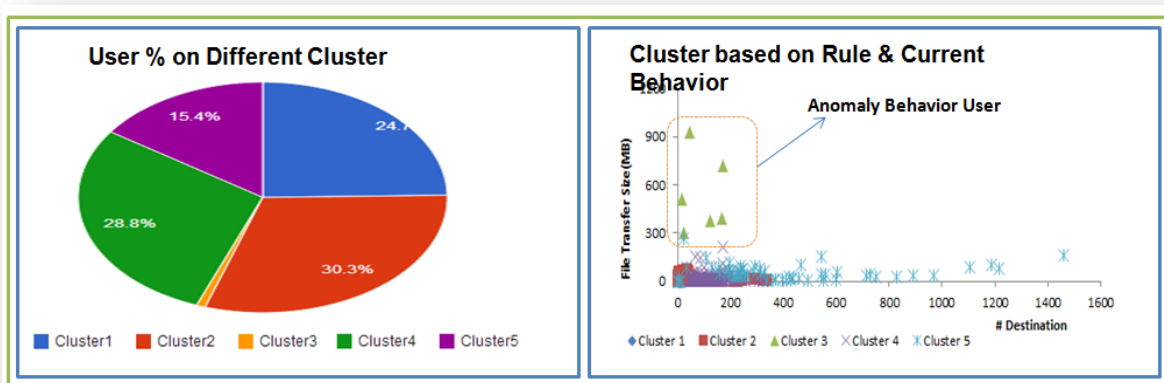 User % on Different Cluster
15.4%
24.7
28.8%
30.3%
Cluster1 Cluster2 Cluster3 Cluster4 Cluster5
Cluster based on Rule & Current
Behavior
Anomaly Behavior User
File Transfer Size(MB)
1200
900
600
300
0
0 200 400 600 800 1000 1200 1400 1600
# Destination
Cluster 1 Cluster 2 Cluster 3 Cluster 4 Cluster 5